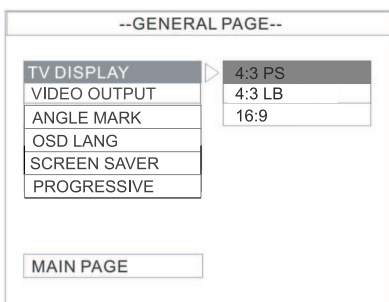 --GENERAL PAGE--
TV DISPLAY
4:3 PS
VIDEO OUTPUT
4:3 LB
ANGLE MARK
16:9
OSD LANG
SCREEN SAVER
PROGRESSIVE
MAIN PAGE